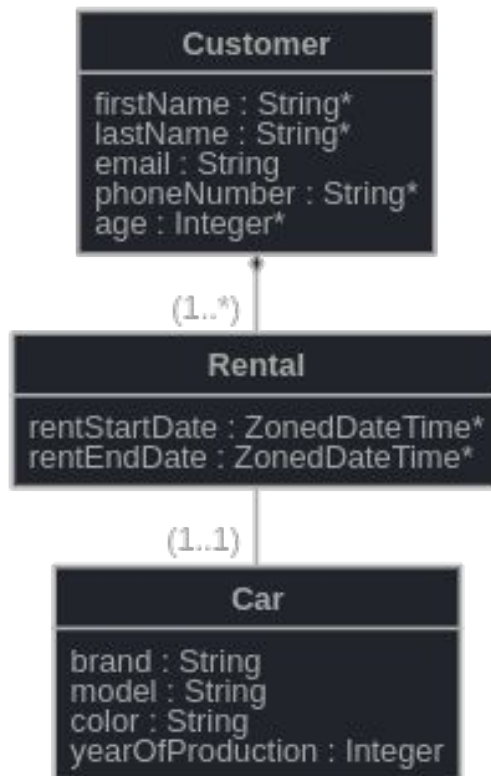 Customer
firstName : String*
lastName : String*
email : String
phoneNumber : String*
age : Integer*
(1..*)
Rental
rentStartDate : ZonedDateTime*
rentEndDate : ZonedDateTime*
(1..1)
Car
brand : String
model : String
color : String
yearOfProduction : Integer